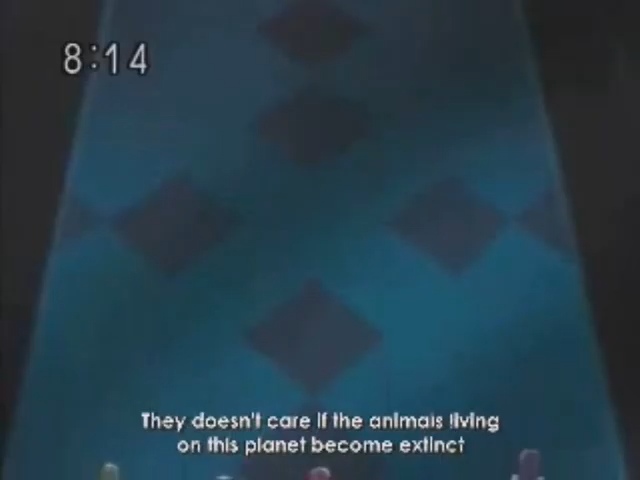 8:14
They doesn't care if the animals living
on this planet become extinct